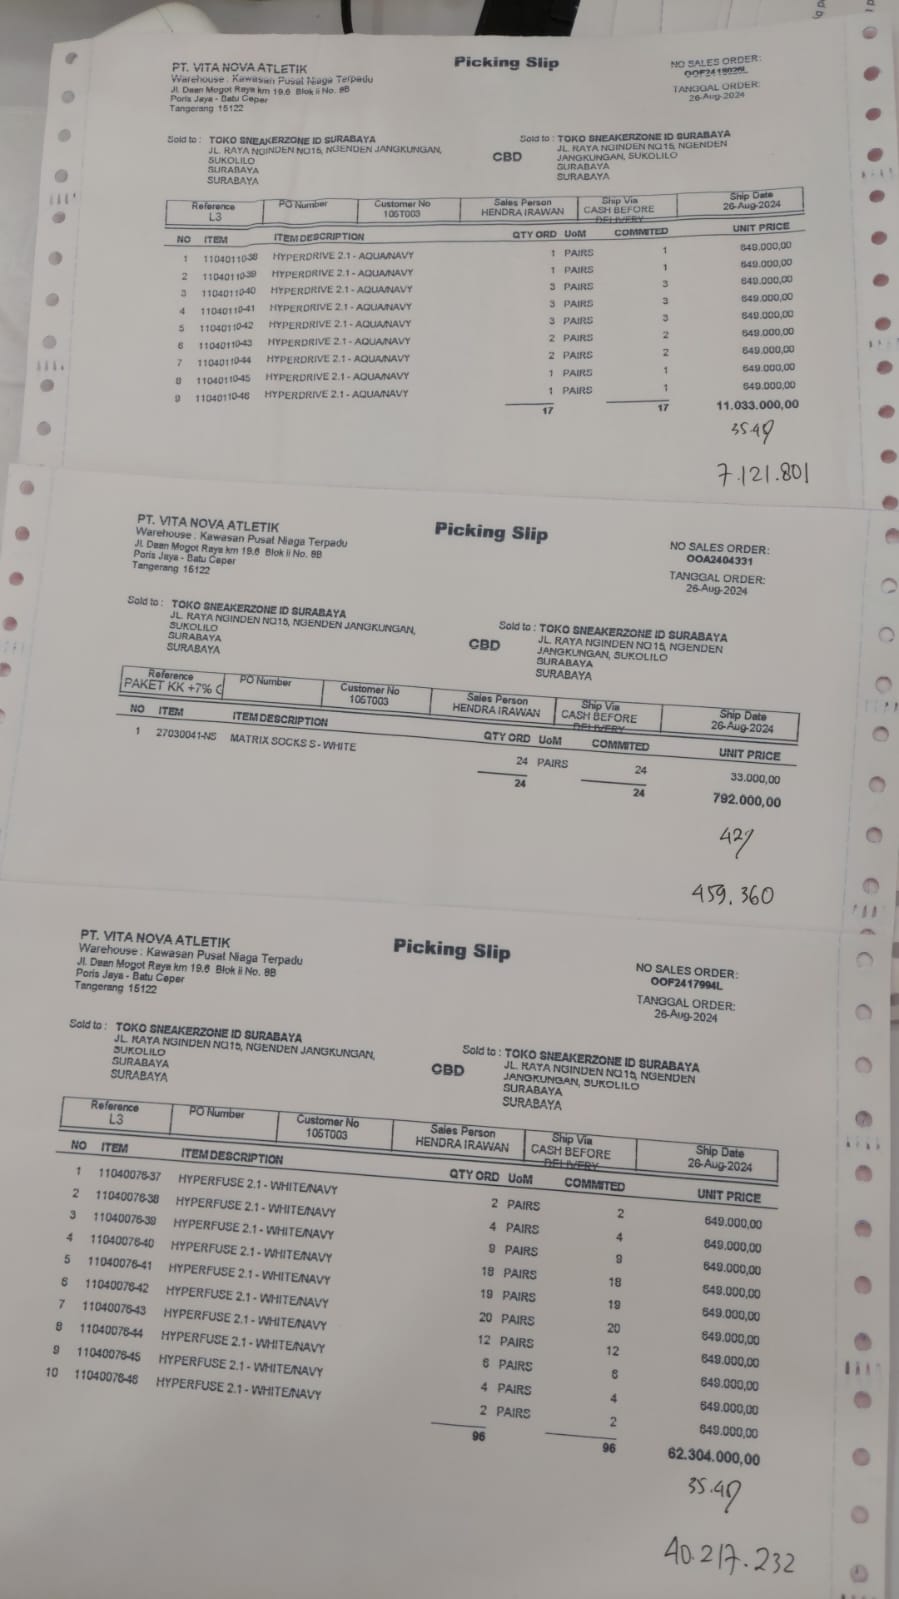 Picking Slip
PT. VITA NOVA ATLETIK
Warehouse . Kawasan Pusat Niaga Terpadu
Jl. Daan Mogot Raya km 19.6 Blok ii No. 8B
Poris Jaya - Batu Ceper
Tangerang 15122
NO SALES ORDER:
TANGGAL ORDER:
26-Aug-2024
Sold to : TOKO SNEAKERZONE ID SURABAYA
JL. RAYA NGINDEN NO.15, NGENDEN JANGKUNGAN,
SUKOLILO
SURABAYA
SURABAYA
CBD
Sold to : TOKO SNEAKERZONE ID SURABAYA
JL. RAYA NGINDEN NO.15, NGENDEN
JANGKUNGAN, SUKOLILO
SURABAYA
SURABAYA
Reference PO Number Customer No Sales Person Ship Via Ship Date
L3 105T003 HENDRA IRAWAN CASH BEFORE DELIVERY 26-Aug-2024
NO ITEM ITEM DESCRIPTION QTY ORD UoM COMMITED UNIT PRICE
1 11040110-38 HYPERDRIVE 2.1 - AQUA/NAVY 1 PAIRS 1 649.000,00
2 11040110-39 HYPERDRIVE 2.1 - AQUA/NAVY 1 PAIRS 1 649.000,00
3 11040110-40 HYPERDRIVE 2.1 - AQUA/NAVY 3 PAIRS 3 649.000,00
4 11040110-41 HYPERDRIVE 2.1 - AQUA/NAVY 3 PAIRS 3 649.000,00
5 11040110-42 HYPERDRIVE 2.1 - AQUA/NAVY 3 PAIRS 3 649.000,00
6 11040110-43 HYPERDRIVE 2.1 - AQUA/NAVY 2 PAIRS 2 649.000,00
7 11040110-44 HYPERDRIVE 2.1 - AQUA/NAVY 2 PAIRS 2 649.000,00
8 11040110-45 HYPERDRIVE 2.1 - AQUA/NAVY 1 PAIRS 1 649.000,00
9 11040110-46 HYPERDRIVE 2.1 - AQUA/NAVY 1 PAIRS 1 649.000,00
17 17 11.033.000,00
7.121.801
Picking Slip
PT. VITA NOVA ATLETIK
Warehouse . Kawasan Pusat Niaga Terpadu
Jl. Daan Mogot Raya km 19.6 Blok ii No. 8B
Poris Jaya - Batu Ceper
Tangerang 15122
NO SALES ORDER:
OOA2404331
TANGGAL ORDER:
26-Aug-2024
Sold to : TOKO SNEAKERZONE ID SURABAYA
JL. RAYA NGINDEN NO.15, NGENDEN JANGKUNGAN,
SUKOLILO
SURABAYA
SURABAYA
CBD
Sold to : TOKO SNEAKERZONE ID SURABAYA
JL. RAYA NGINDEN NO.15, NGENDEN
JANGKUNGAN, SUKOLILO
SURABAYA
SURABAYA
Reference PO Number Customer No Sales Person Ship Via Ship Date
PAKET KK +7% C 105T003 HENDRA IRAWAN CASH BEFORE DELIVERY 26-Aug-2024
NO ITEM ITEM DESCRIPTION QTY ORD UoM COMMITED UNIT PRICE
1 27030041-NS MATRIX SOCKS S - WHITE 24 PAIRS 24 33.000,00
24 24 792.000,00
42%
459.360
Picking Slip
PT. VITA NOVA ATLETIK
Warehouse . Kawasan Pusat Niaga Terpadu
Jl. Daan Mogot Raya km 19.6 Blok ii No. 8B
Poris Jaya - Batu Ceper
Tangerang 15122
NO SALES ORDER:
OOF2417994L
TANGGAL ORDER:
26-Aug-2024
Sold to : TOKO SNEAKERZONE ID SURABAYA
JL. RAYA NGINDEN NO.15, NGENDEN JANGKUNGAN,
SUKOLILO
SURABAYA
SURABAYA
CBD
Sold to : TOKO SNEAKERZONE ID SURABAYA
JL. RAYA NGINDEN NO.15, NGENDEN
JANGKUNGAN, SUKOLILO
SURABAYA
SURABAYA
Reference PO Number Customer No Sales Person Ship Via Ship Date
L3 105T003 HENDRA IRAWAN CASH BEFORE DELIVERY 26-Aug-2024
NO ITEM ITEM DESCRIPTION QTY ORD UoM COMMITED UNIT PRICE
1 11040076-37 HYPERFUSE 2.1 - WHITE/NAVY 2 PAIRS 2 649.000,00
2 11040076-38 HYPERFUSE 2.1 - WHITE/NAVY 4 PAIRS 4 649.000,00
3 11040076-39 HYPERFUSE 2.1 - WHITE/NAVY 9 PAIRS 9 649.000,00
4 11040076-40 HYPERFUSE 2.1 - WHITE/NAVY 18 PAIRS 18 649.000,00
5 11040076-41 HYPERFUSE 2.1 - WHITE/NAVY 19 PAIRS 19 649.000,00
6 11040076-42 HYPERFUSE 2.1 - WHITE/NAVY 20 PAIRS 20 649.000,00
7 11040076-43 HYPERFUSE 2.1 - WHITE/NAVY 12 PAIRS 12 649.000,00
8 11040076-44 HYPERFUSE 2.1 - WHITE/NAVY 6 PAIRS 6 649.000,00
9 11040076-45 HYPERFUSE 2.1 - WHITE/NAVY 4 PAIRS 4 649.000,00
10 11040076-46 HYPERFUSE 2.1 - WHITE/NAVY 2 PAIRS 2 649.000,00
96 96 62.304.000,00
40.217.232